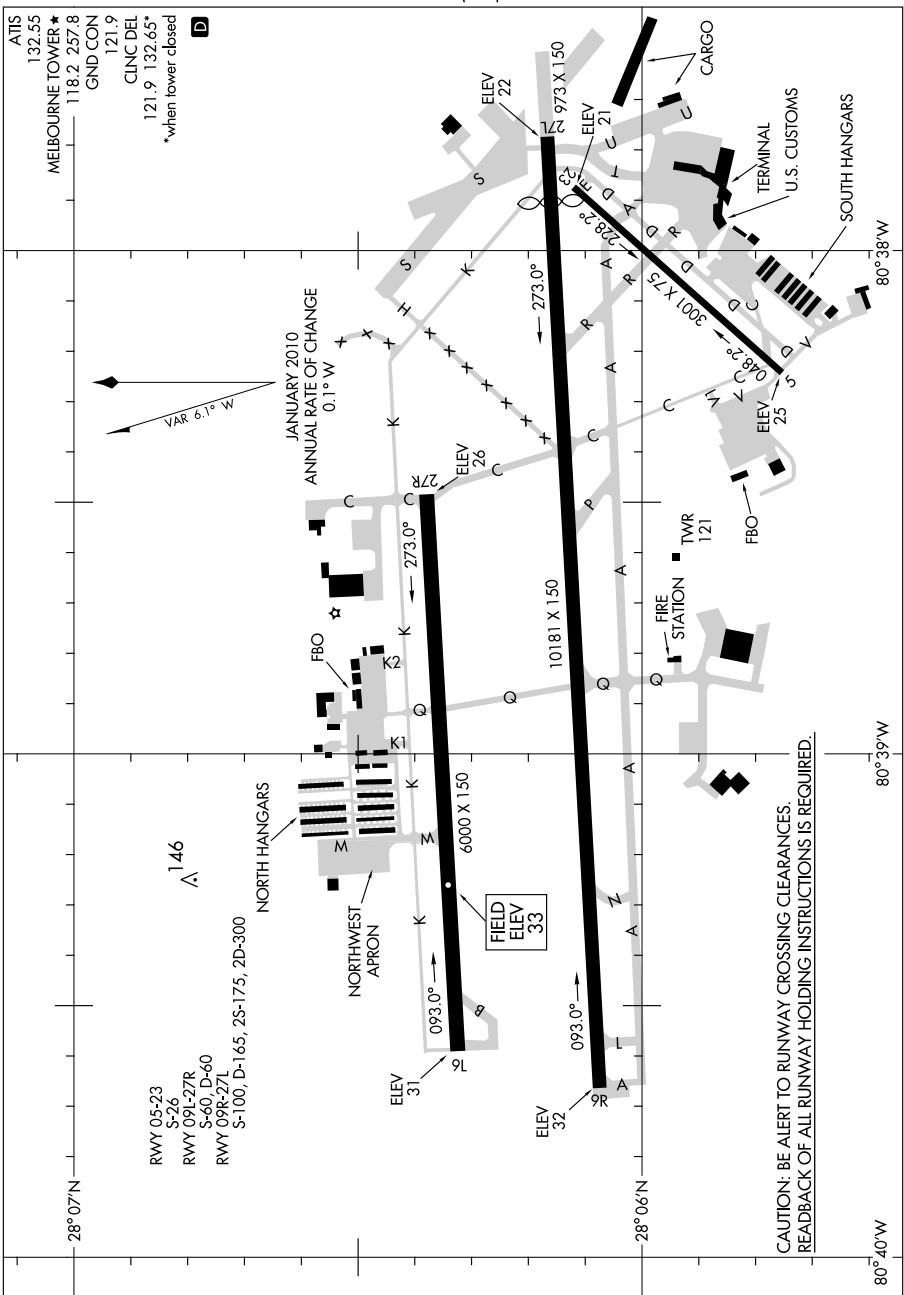 ATIS
132.55
MELBOURNE TOWER ★
118.2 257.8
GND CON
121.9
CLNC DEL
121.9 132.65*
*when tower closed
D
RWY 05-23
S-26
RWY 09L-27R
S-60, D-60
RWY 09R-27L
S-100, D-165, 2S-175, 2D-300
146
NORTH HANGARS
NORTHWEST
APRON
FBO
VAR 6.1° W
JANUARY 2010
ANNUAL RATE OF CHANGE
0.1° W
28°07'N
28°06'N
80°40'W
80°39'W
80°38'W
ELEV
31
9L
093.0°
6000 X 150
273.0°
27R
ELEV
26
FIELD
ELEV
33
ELEV
32
9R
093.0°
10181 X 150
273.0°
27L
ELEV
22
973 X 150
ELEV
21
23
228.2°
3001 X 75
048.2°
5
ELEV
25
K
K
K
K
K
K1
K2
M
M
B
Q
Q
Q
Q
C
C
C
C
C
C
C
X
X
X
X
X
X
X
X
X
X
H
S
S
L
N
P
A
A
A
A
A
A
A
R
R
R
D
D
D
D
D
T
U
U
V
V
V1
E
CARGO
TERMINAL
U.S. CUSTOMS
SOUTH HANGARS
FBO
TWR
121
FIRE
STATION
CAUTION: BE ALERT TO RUNWAY CROSSING CLEARANCES.
READBACK OF ALL RUNWAY HOLDING INSTRUCTIONS IS REQUIRED.